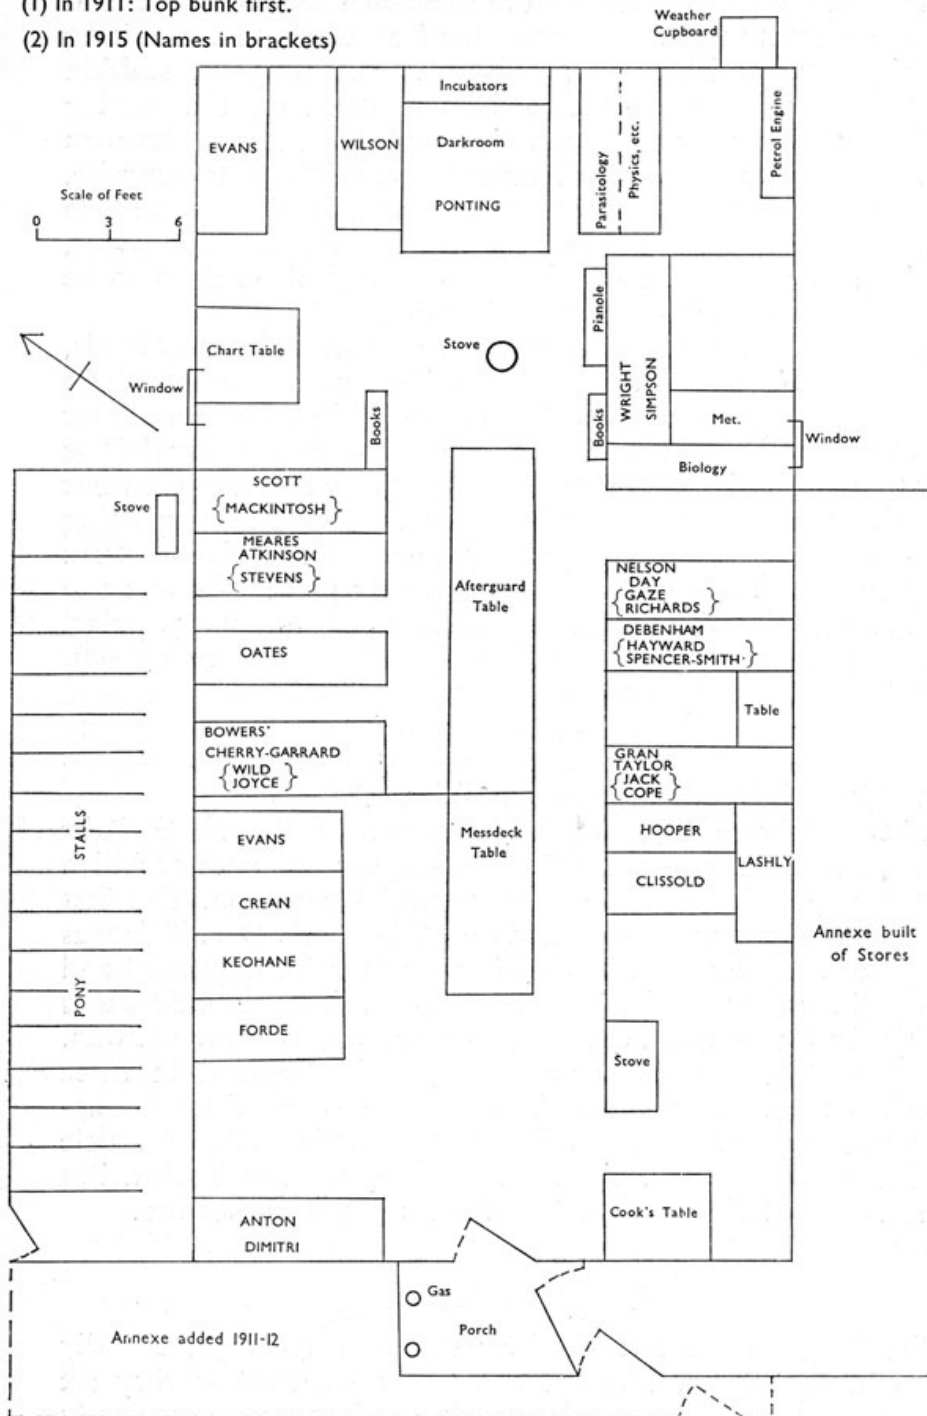 (1) In 1911: Top bunk first.
(2) In 1915 (Names in brackets)
Weather
Cupboard
Incubators
EVANS
WILSON
Darkroom
PONTING
Parasitology
Physics, etc.
Petrol Engine
Scale of Feet
0 3 6
Pianole
Chart Table
Stove
Window
Books
Books
WRIGHT
SIMPSON
Met.
Window
Biology
SCOTT
{MACKINTOSH}
Stove
MEARES
ATKINSON
{STEVENS}
Afterguard
Table
NELSON
DAY
{GAZE
RICHARDS}
DEBENHAM
{HAYWARD
SPENCER-SMITH}
OATES
Table
BOWERS
CHERRY-GARRARD
{WILD
JOYCE}
GRAN
TAYLOR
{JACK
COPE}
PONY STALLS
EVANS
Messdeck
Table
HOOPER
LASHLY
CLISSOLD
CREAN
Annexe built
of Stores
KEOHANE
FORDE
Stove
Cook's Table
ANTON
DIMITRI
Gas
Porch
Annexe added 1911-12